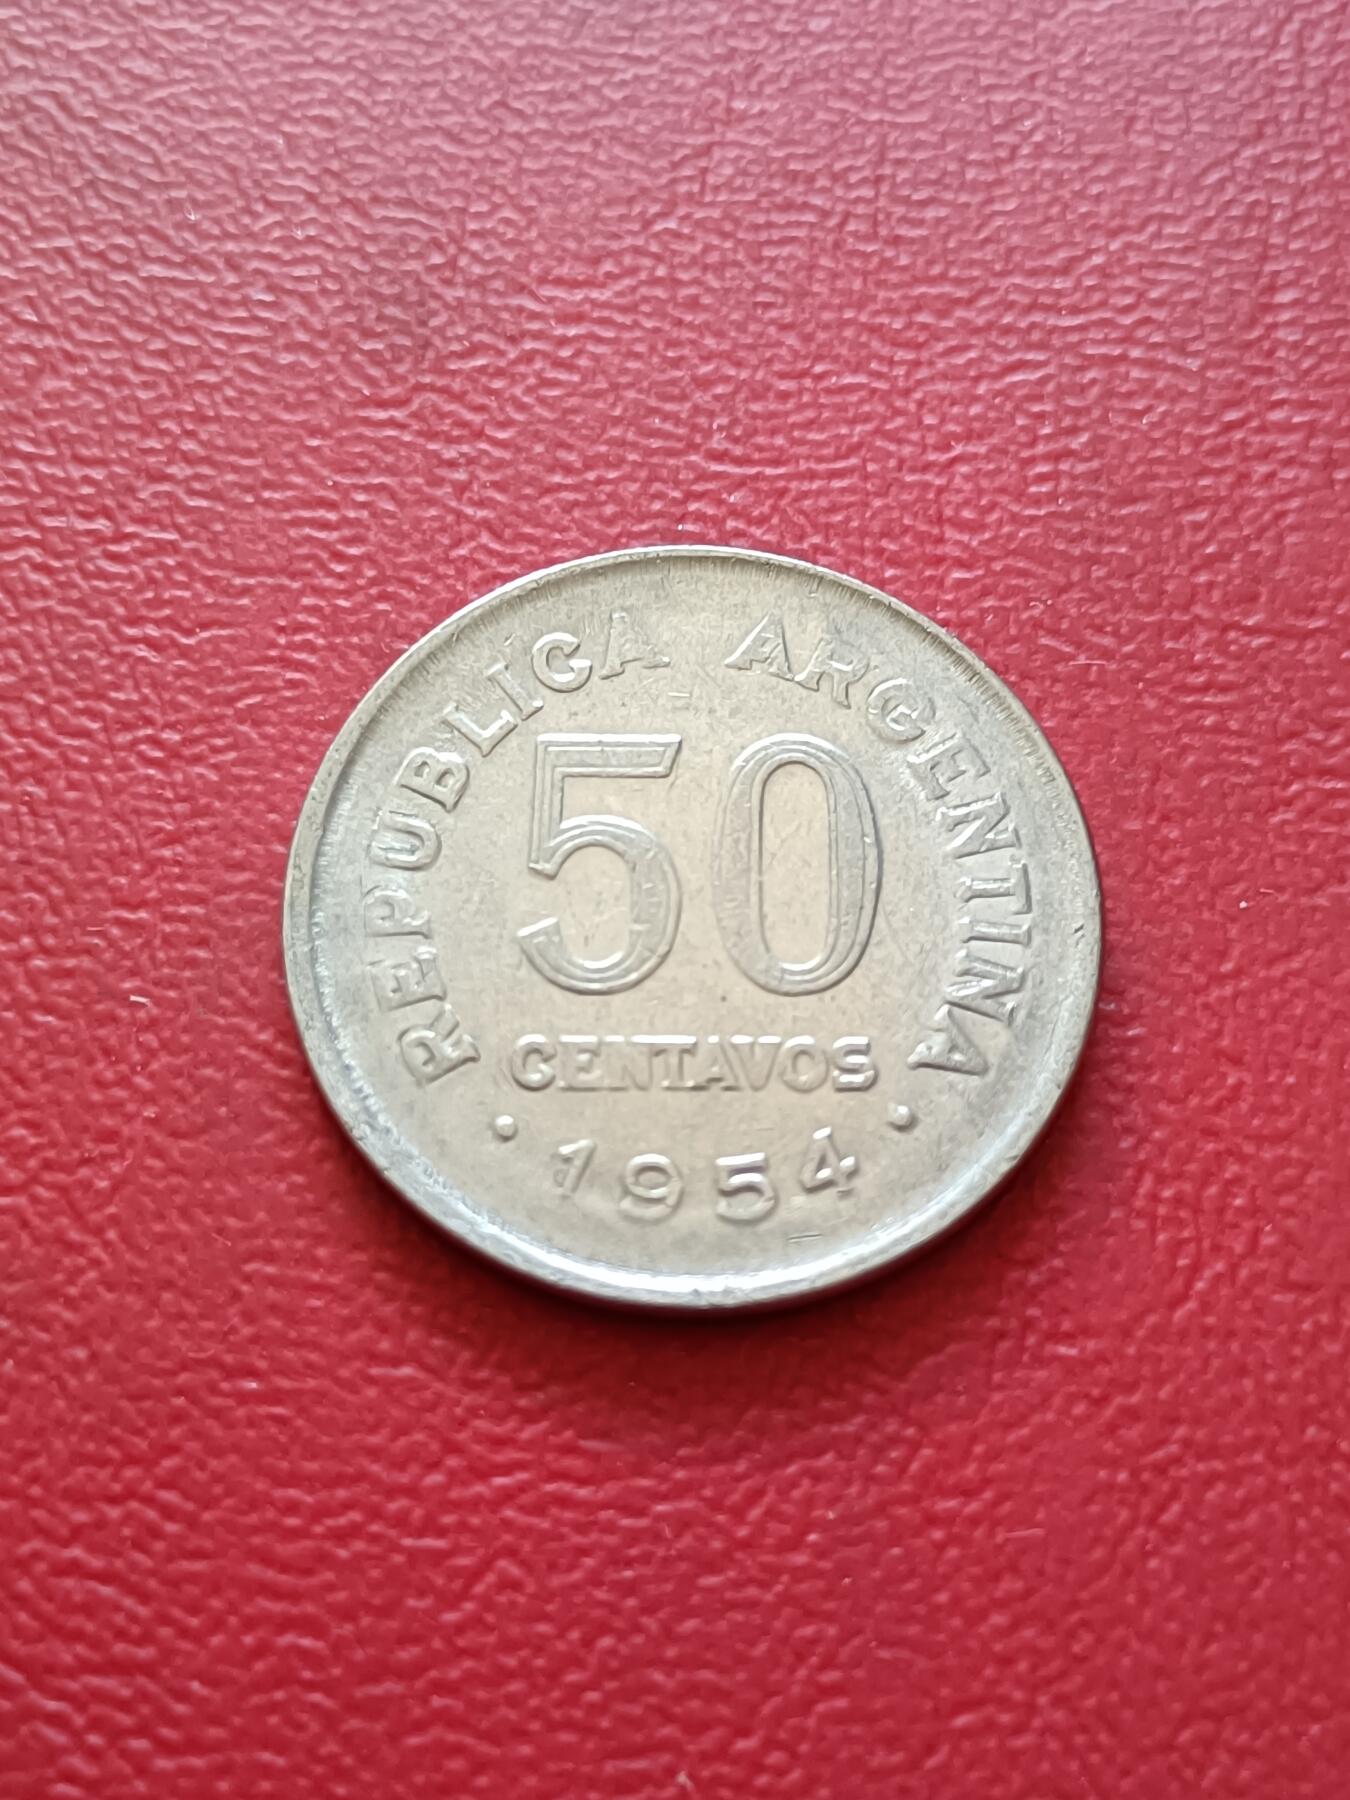 REPUBLICA ARGENTINA
50
CENTAVOS
• 1954 •